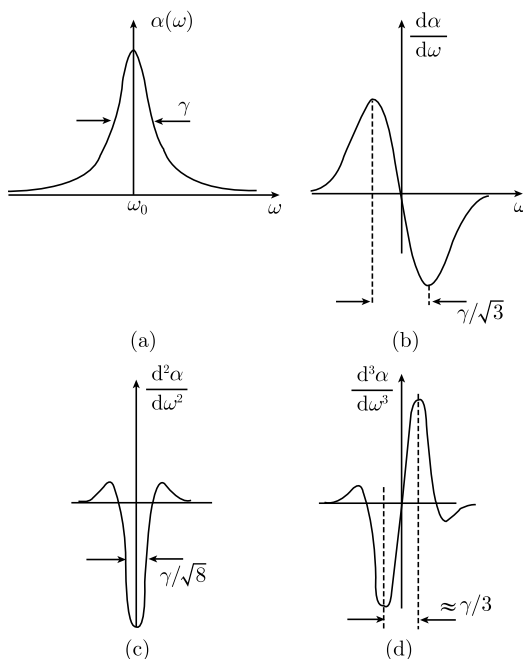 α(ω)
γ
ω₀
ω
(a)
dα
dω
ω
γ/√3
(b)
d²α
dω²
γ/√8
(c)
d³α
dω³
≈γ/3
(d)